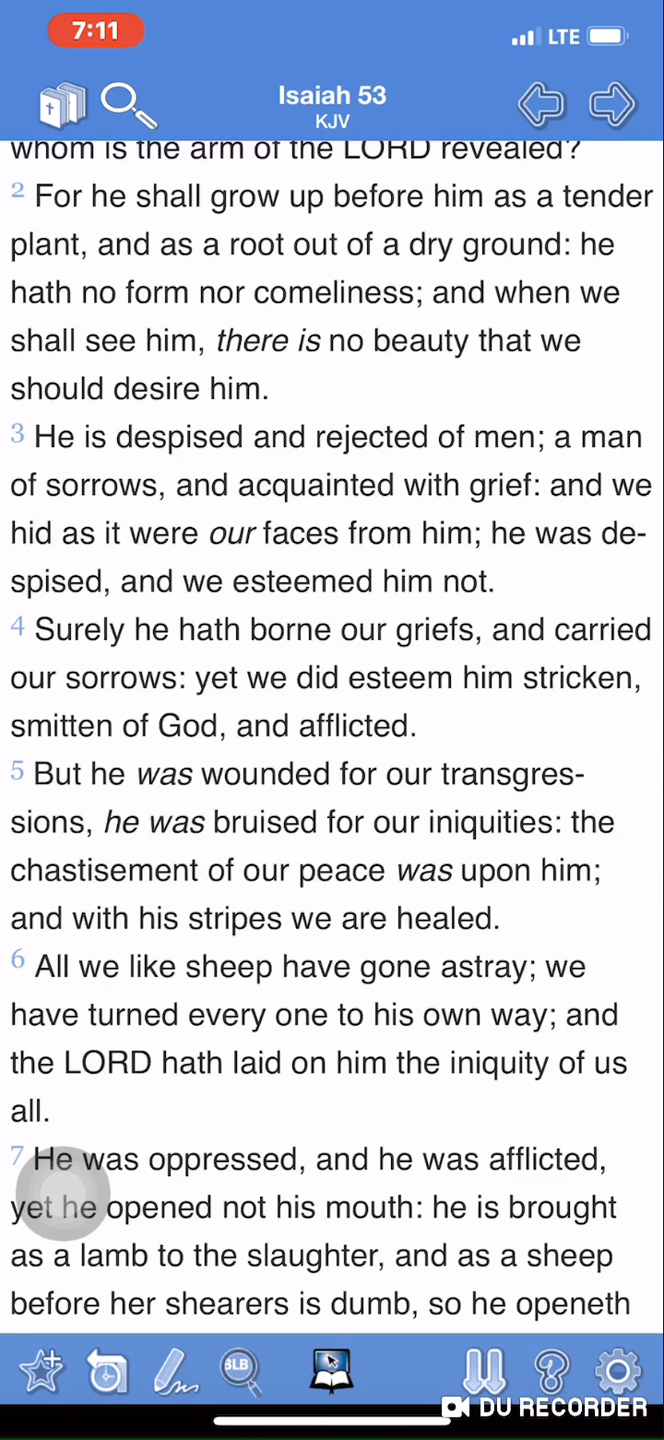 7:11
LTE
Isaiah 53
KJV
whom is the arm of the LORD revealed?
2 For he shall grow up before him as a tender
plant, and as a root out of a dry ground: he
hath no form nor comeliness; and when we
shall see him, there is no beauty that we
should desire him.
3 He is despised and rejected of men; a man
of sorrows, and acquainted with grief: and we
hid as it were our faces from him; he was de-
spised, and we esteemed him not.
4 Surely he hath borne our griefs, and carried
our sorrows: yet we did esteem him stricken,
smitten of God, and afflicted.
5 But he was wounded for our transgres-
sions, he was bruised for our iniquities: the
chastisement of our peace was upon him;
and with his stripes we are healed.
6 All we like sheep have gone astray; we
have turned every one to his own way; and
the LORD hath laid on him the iniquity of us
all.
7 He was oppressed, and he was afflicted,
yet he opened not his mouth: he is brought
as a lamb to the slaughter, and as a sheep
before her shearers is dumb, so he openeth
BLB
DU RECORDER